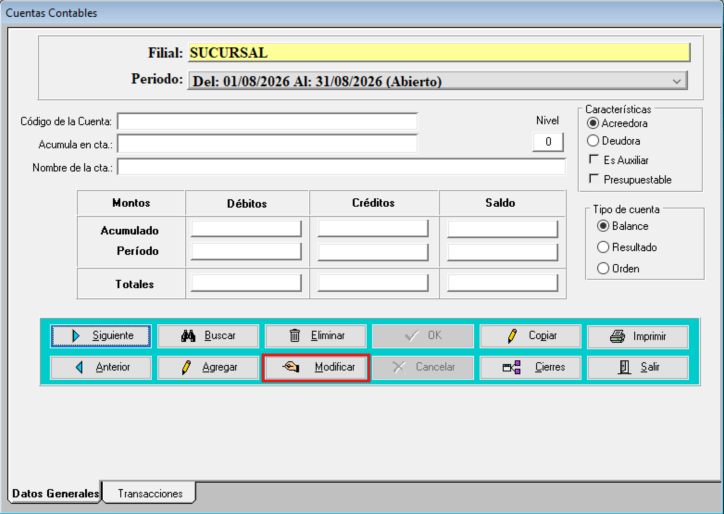 Cuentas Contables
Filial: SUCURSAL
Periodo: Del: 01/08/2026 Al: 31/08/2026 (Abierto)
Código de la Cuenta:
Nivel
Acumula en cta.:
0
Nombre de la cta.:
Características
Acreedora
Deudora
Es Auxiliar
Presupuestable
Montos Débitos Créditos Saldo
Acumulado
Período
Totales
Tipo de cuenta
Balance
Resultado
Orden
Siguiente Buscar Eliminar OK Copiar Imprimir
Anterior Agregar Modificar Cancelar Cierres Salir
Datos Generales Transacciones